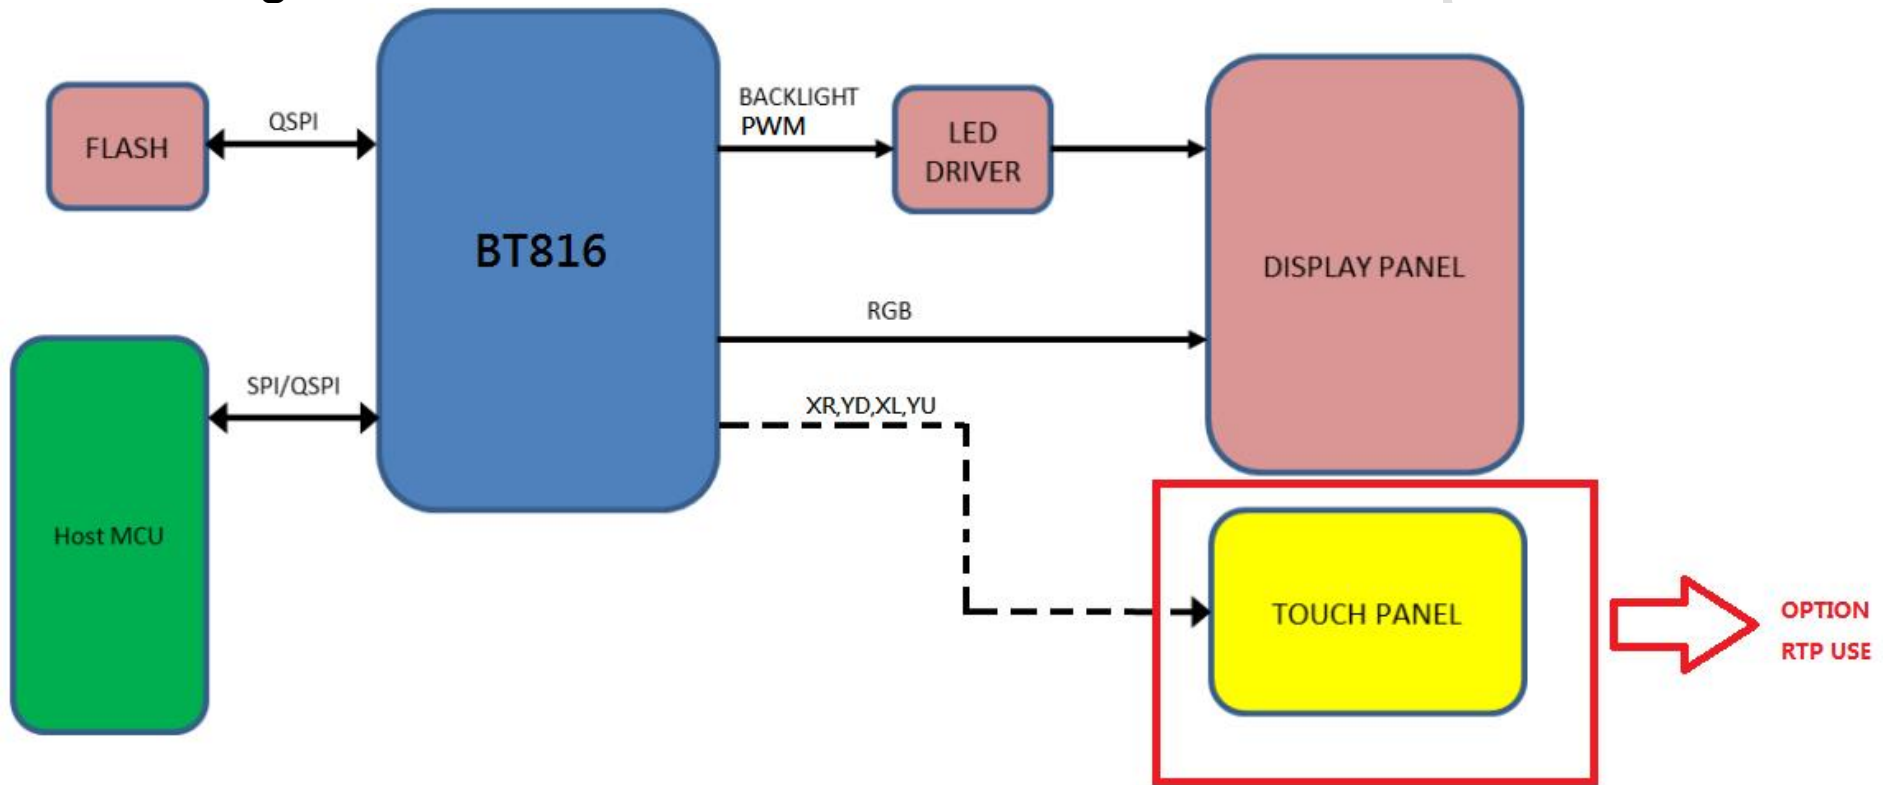 FLASH
QSPI
BT816
BACKLIGHT
PWM
LED
DRIVER
DISPLAY PANEL
RGB
Host MCU
SPI/QSPI
XR,YD,XL,YU
TOUCH PANEL
OPTION
RTP USE